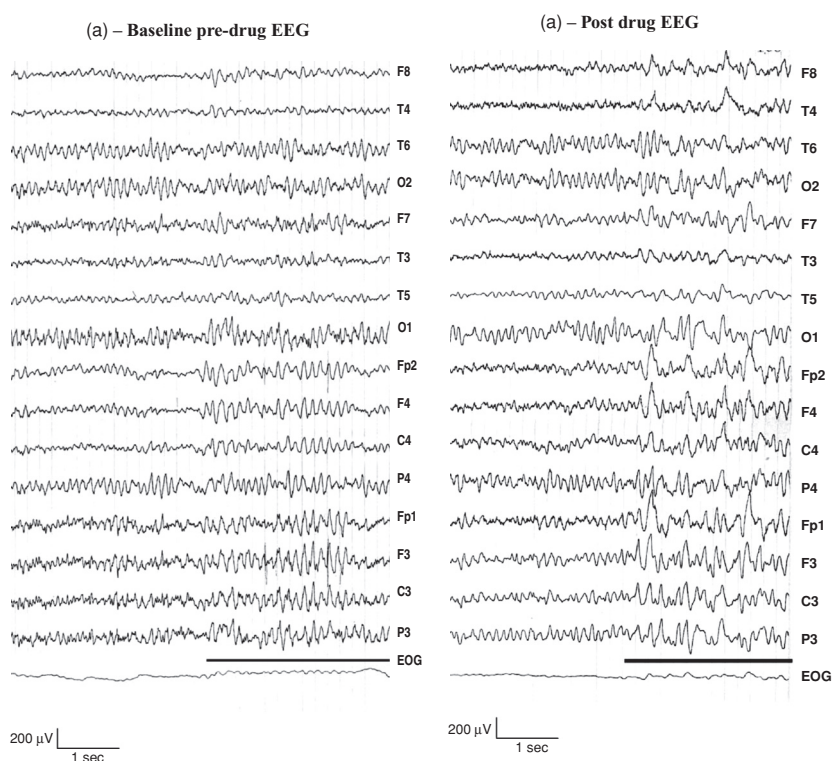 (a) – Baseline pre-drug EEG
F8
T4
T6
O2
F7
T3
T5
O1
Fp2
F4
C4
P4
Fp1
F3
C3
P3
EOG
200 μV
1 sec
(a) – Post drug EEG
F8
T4
T6
O2
F7
T3
T5
O1
Fp2
F4
C4
P4
Fp1
F3
C3
P3
EOG
200 μV
1 sec